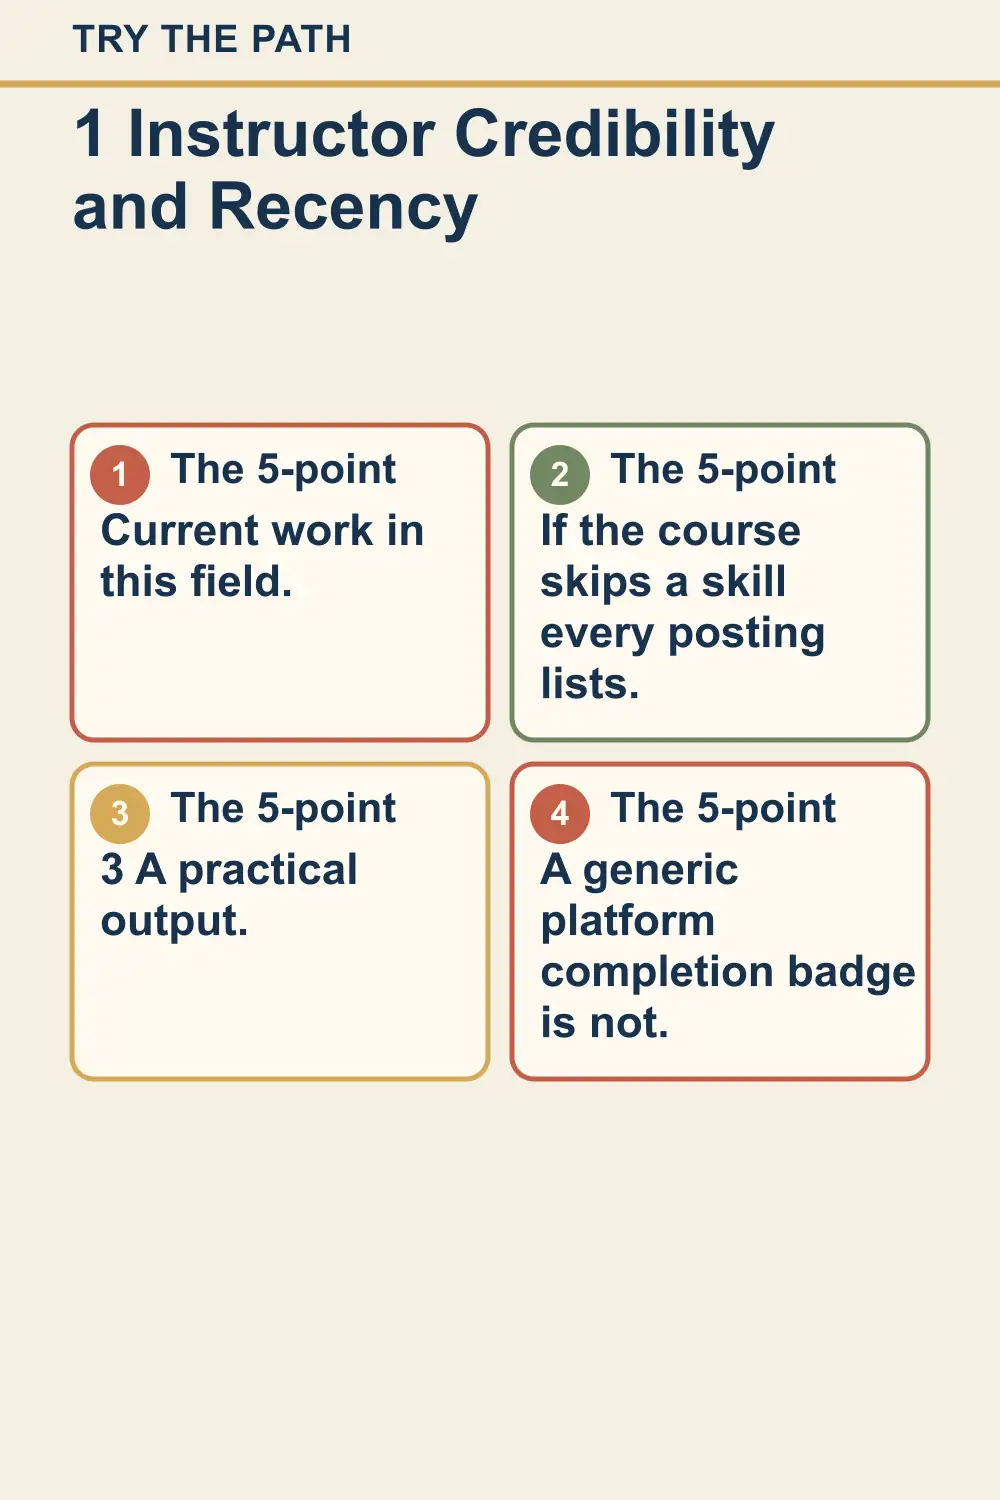 TRY THE PATH
1 Instructor Credibility
and Recency
1 The 5-point
Current work in
this field.
2 The 5-point
If the course
skips a skill
every posting
lists.
3 The 5-point
3 A practical
output.
4 The 5-point
A generic
platform
completion badge
is not.